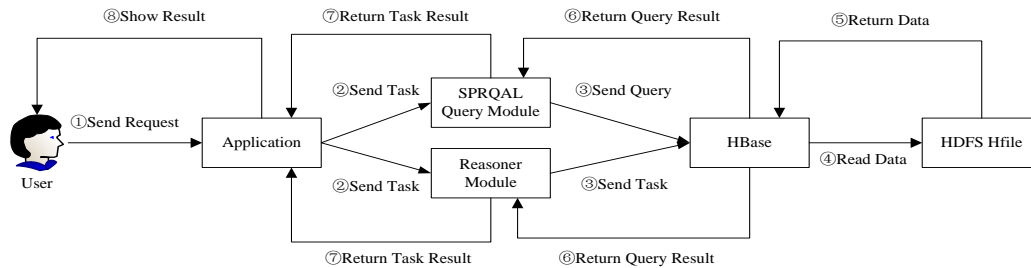 ⑧Show Result
⑦Return Task Result
⑥Return Query Result
⑤Return Data
②Send Task
SPRQAL
Query Module
③Send Query
①Send Request
Application
HBase
HDFS Hfile
④Read Data
User
②Send Task
Reasoner
Module
③Send Task
⑦Return Task Result
⑥Return Query Result